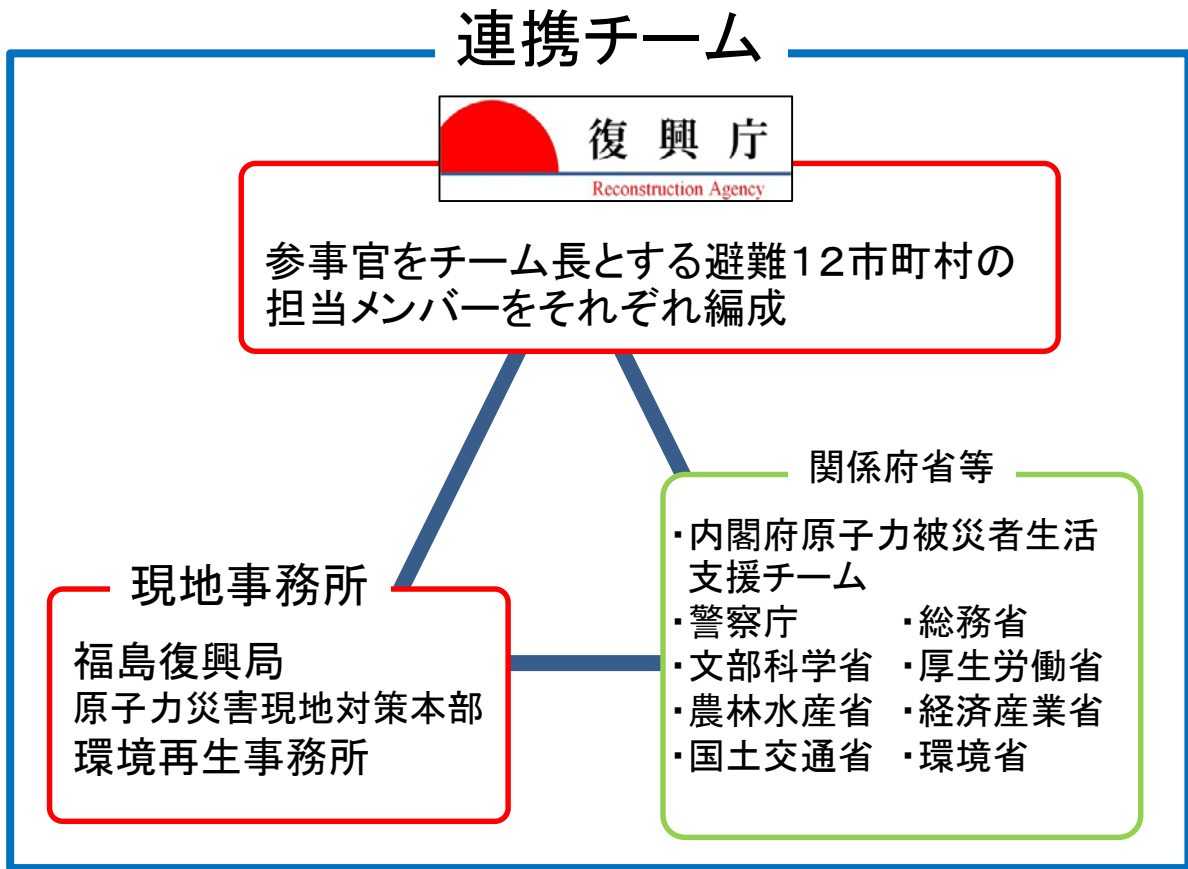 連携チーム
復興庁
Reconstruction Agency
参事官をチーム長とする避難12市町村の
担当メンバーをそれぞれ編成
現地事務所
福島復興局
原子力災害現地対策本部
環境再生事務所
関係府省等
・内閣府原子力被災者生活
支援チーム
・警察庁 ・総務省
・文部科学省 ・厚生労働省
・農林水産省 ・経済産業省
・国土交通省 ・環境省